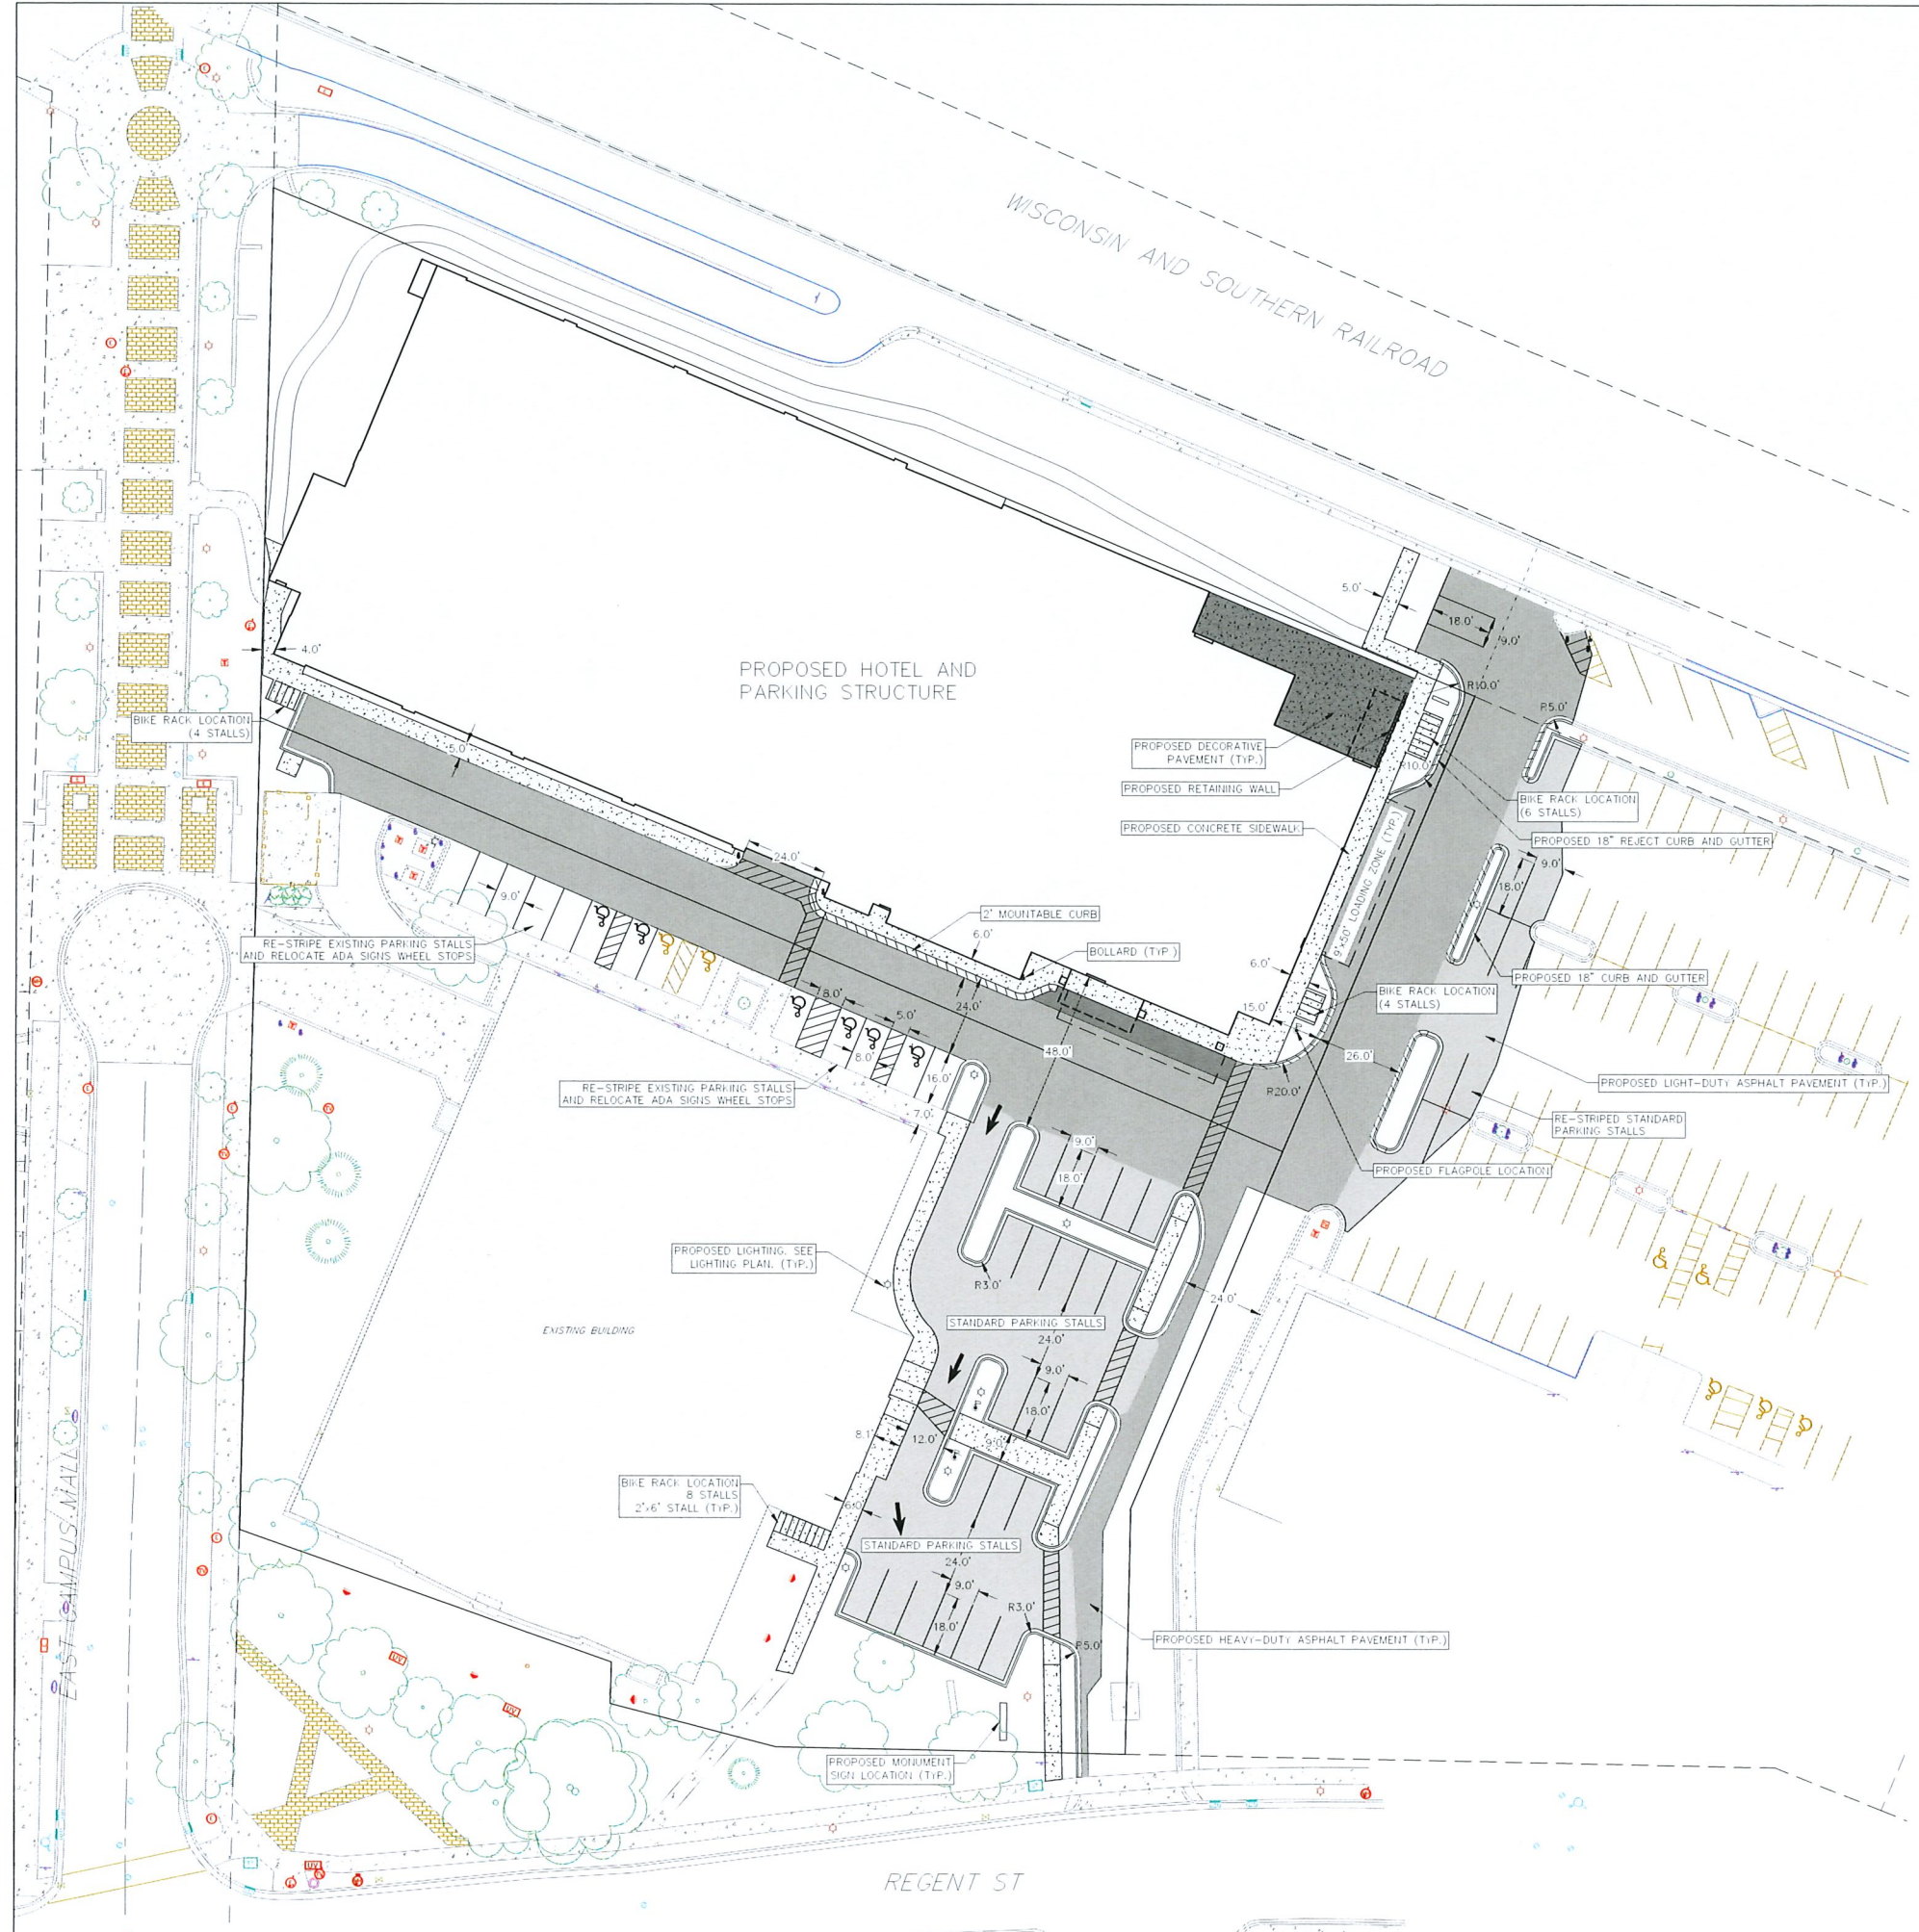 WISCONSIN AND SOUTHERN RAILROAD
5.0'
18.0'
9.0'
4.0'
PROPOSED HOTEL AND
PARKING STRUCTURE
R10.0'
R5.0'
BIKE RACK LOCATION
(4 STALLS)
5.0'
PROPOSED DECORATIVE
PAVEMENT (TYP.)
R10.0'
PROPOSED RETAINING WALL
BIKE RACK LOCATION
(6 STALLS)
PROPOSED CONCRETE SIDEWALK
PROPOSED 18" REJECT CURB AND GUTTER
9'x50' LOADING ZONE (TYP.)
24.0'
9.0'
18.0'
9.0'
2' MOUNTABLE CURB
6.0'
RE-STRIPE EXISTING PARKING STALLS
AND RELOCATE ADA SIGNS WHEEL STOPS
BOLLARD (TYP.)
6.0'
PROPOSED 18" CURB AND GUTTER
BIKE RACK LOCATION
(4 STALLS)
18.0'
24.0'
15.0'
5.0'
48.0'
26.0'
8.0'
16.0'
RE-STRIPE EXISTING PARKING STALLS
AND RELOCATE ADA SIGNS WHEEL STOPS
7.0'
R20.0'
PROPOSED LIGHT-DUTY ASPHALT PAVEMENT (TYP.)
RE-STRIPED STANDARD
PARKING STALLS
9.0'
18.0'
PROPOSED FLAGPOLE LOCATION
PROPOSED LIGHTING. SEE
LIGHTING PLAN. (TYP.)
R3.0'
24.0'
STANDARD PARKING STALLS
24.0'
EXISTING BUILDING
9.0'
18.0'
8.1'
12.0'
9.0'
BIKE RACK LOCATION
8 STALLS
2'x6' STALL (TYP.)
6.0'
STANDARD PARKING STALLS
24.0'
9.0'
R3.0'
18.0'
R5.0'
PROPOSED HEAVY-DUTY ASPHALT PAVEMENT (TYP.)
EAST CAMPUS MALL
UV
UV
PROPOSED MONUMENT
SIGN LOCATION (TYP.)
UV
REGENT ST